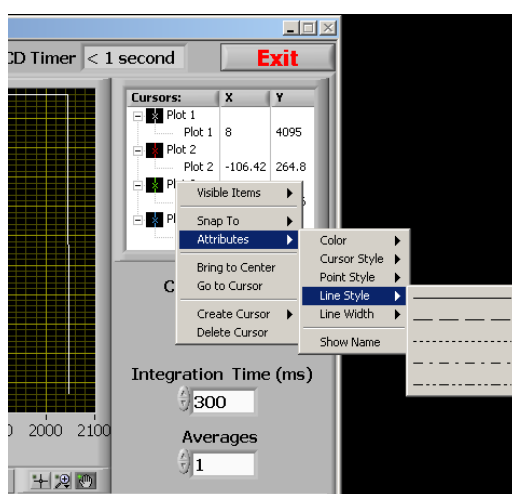 CD Timer < 1 second Exit
Cursors: X Y
Plot 1
Plot 1 8 4095
Plot 2
Plot 2 -106.42 264.8
Visible Items
Snap To
Attributes
Bring to Center
Go to Cursor
Create Cursor
Delete Cursor
Color
Cursor Style
Point Style
Line Style
Line Width
Show Name
Integration Time (ms)
300
2000 2100
Averages
1